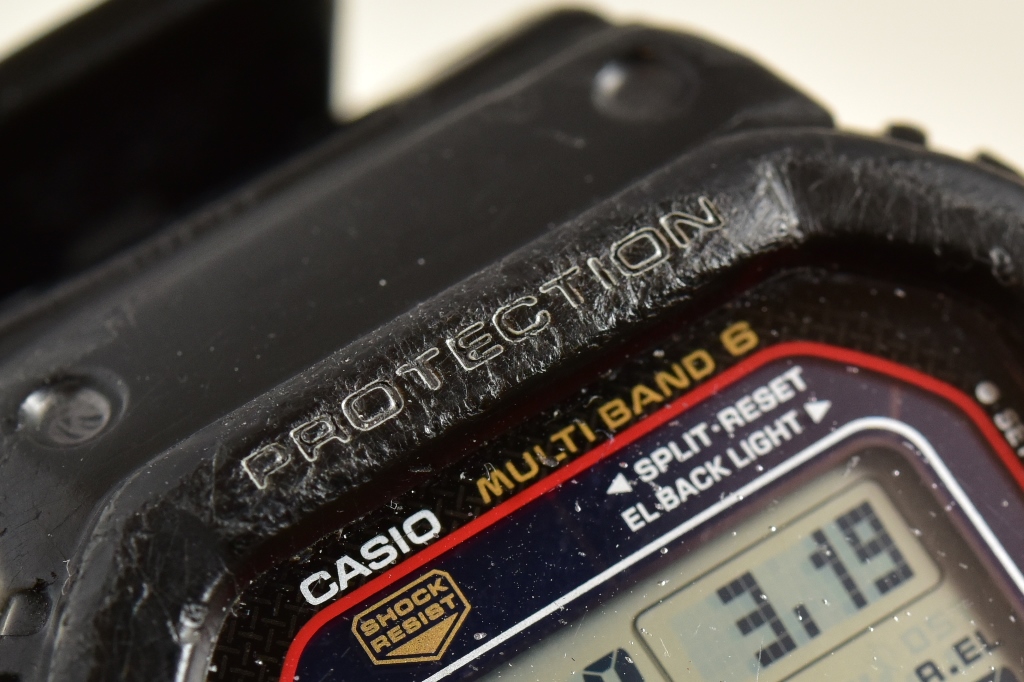 PROTECTION
MULTI BAND 6
CASIO
◀ SPLIT·RESET
EL BACK LIGHT ▶
SHOCK
RESIST
3.19